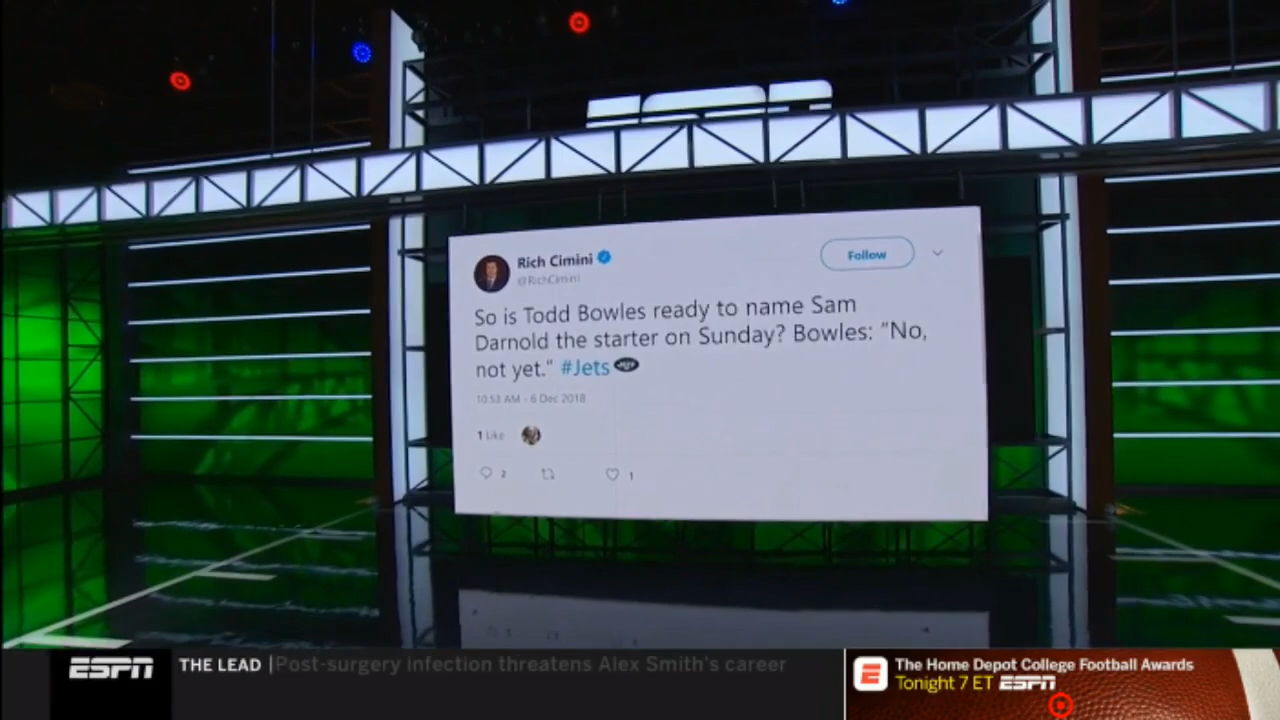 Rich Cimini
@RichCimini
Follow
So is Todd Bowles ready to name Sam
Darnold the starter on Sunday? Bowles: "No,
not yet." #Jets
10:53 AM - 6 Dec 2018
1 Like
2
1
ESPN
THE LEAD
Post-surgery infection threatens Alex Smith's career
E
The Home Depot College Football Awards
Tonight 7 ET ESPN